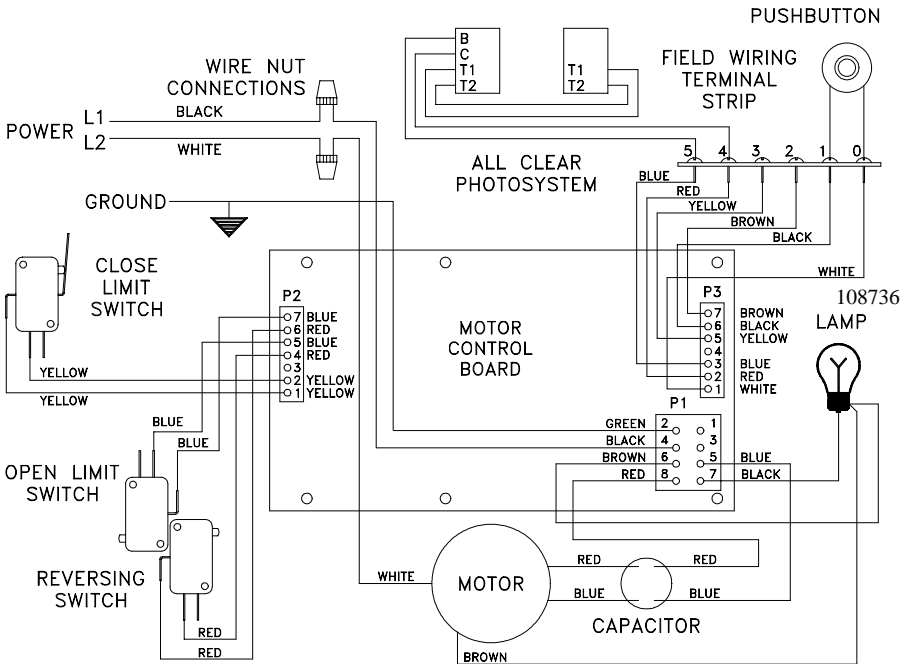 PUSHBUTTON
FIELD WIRING
TERMINAL
STRIP
B
C
T1
T2
T1
T2
WIRE NUT
CONNECTIONS
POWER
L1
BLACK
L2
WHITE
ALL CLEAR
PHOTOSYSTEM
5 4 3 2 1 0
BLUE
RED
YELLOW
BROWN
BLACK
WHITE
GROUND
CLOSE
LIMIT
SWITCH
YELLOW
YELLOW
P2
7 BLUE
6 RED
5 BLUE
4 RED
3
2 YELLOW
1 YELLOW
MOTOR
CONTROL
BOARD
P3
7 BROWN
6 BLACK
5 YELLOW
4
3 BLUE
2 RED
1 WHITE
108736
LAMP
P1
GREEN 2 1
BLACK 4 3
BROWN 6 5 BLUE
RED 8 7 BLACK
BLUE
BLUE
OPEN LIMIT
SWITCH
REVERSING
SWITCH
RED
RED
WHITE
MOTOR
RED
RED
BLUE
BLUE
CAPACITOR
BROWN